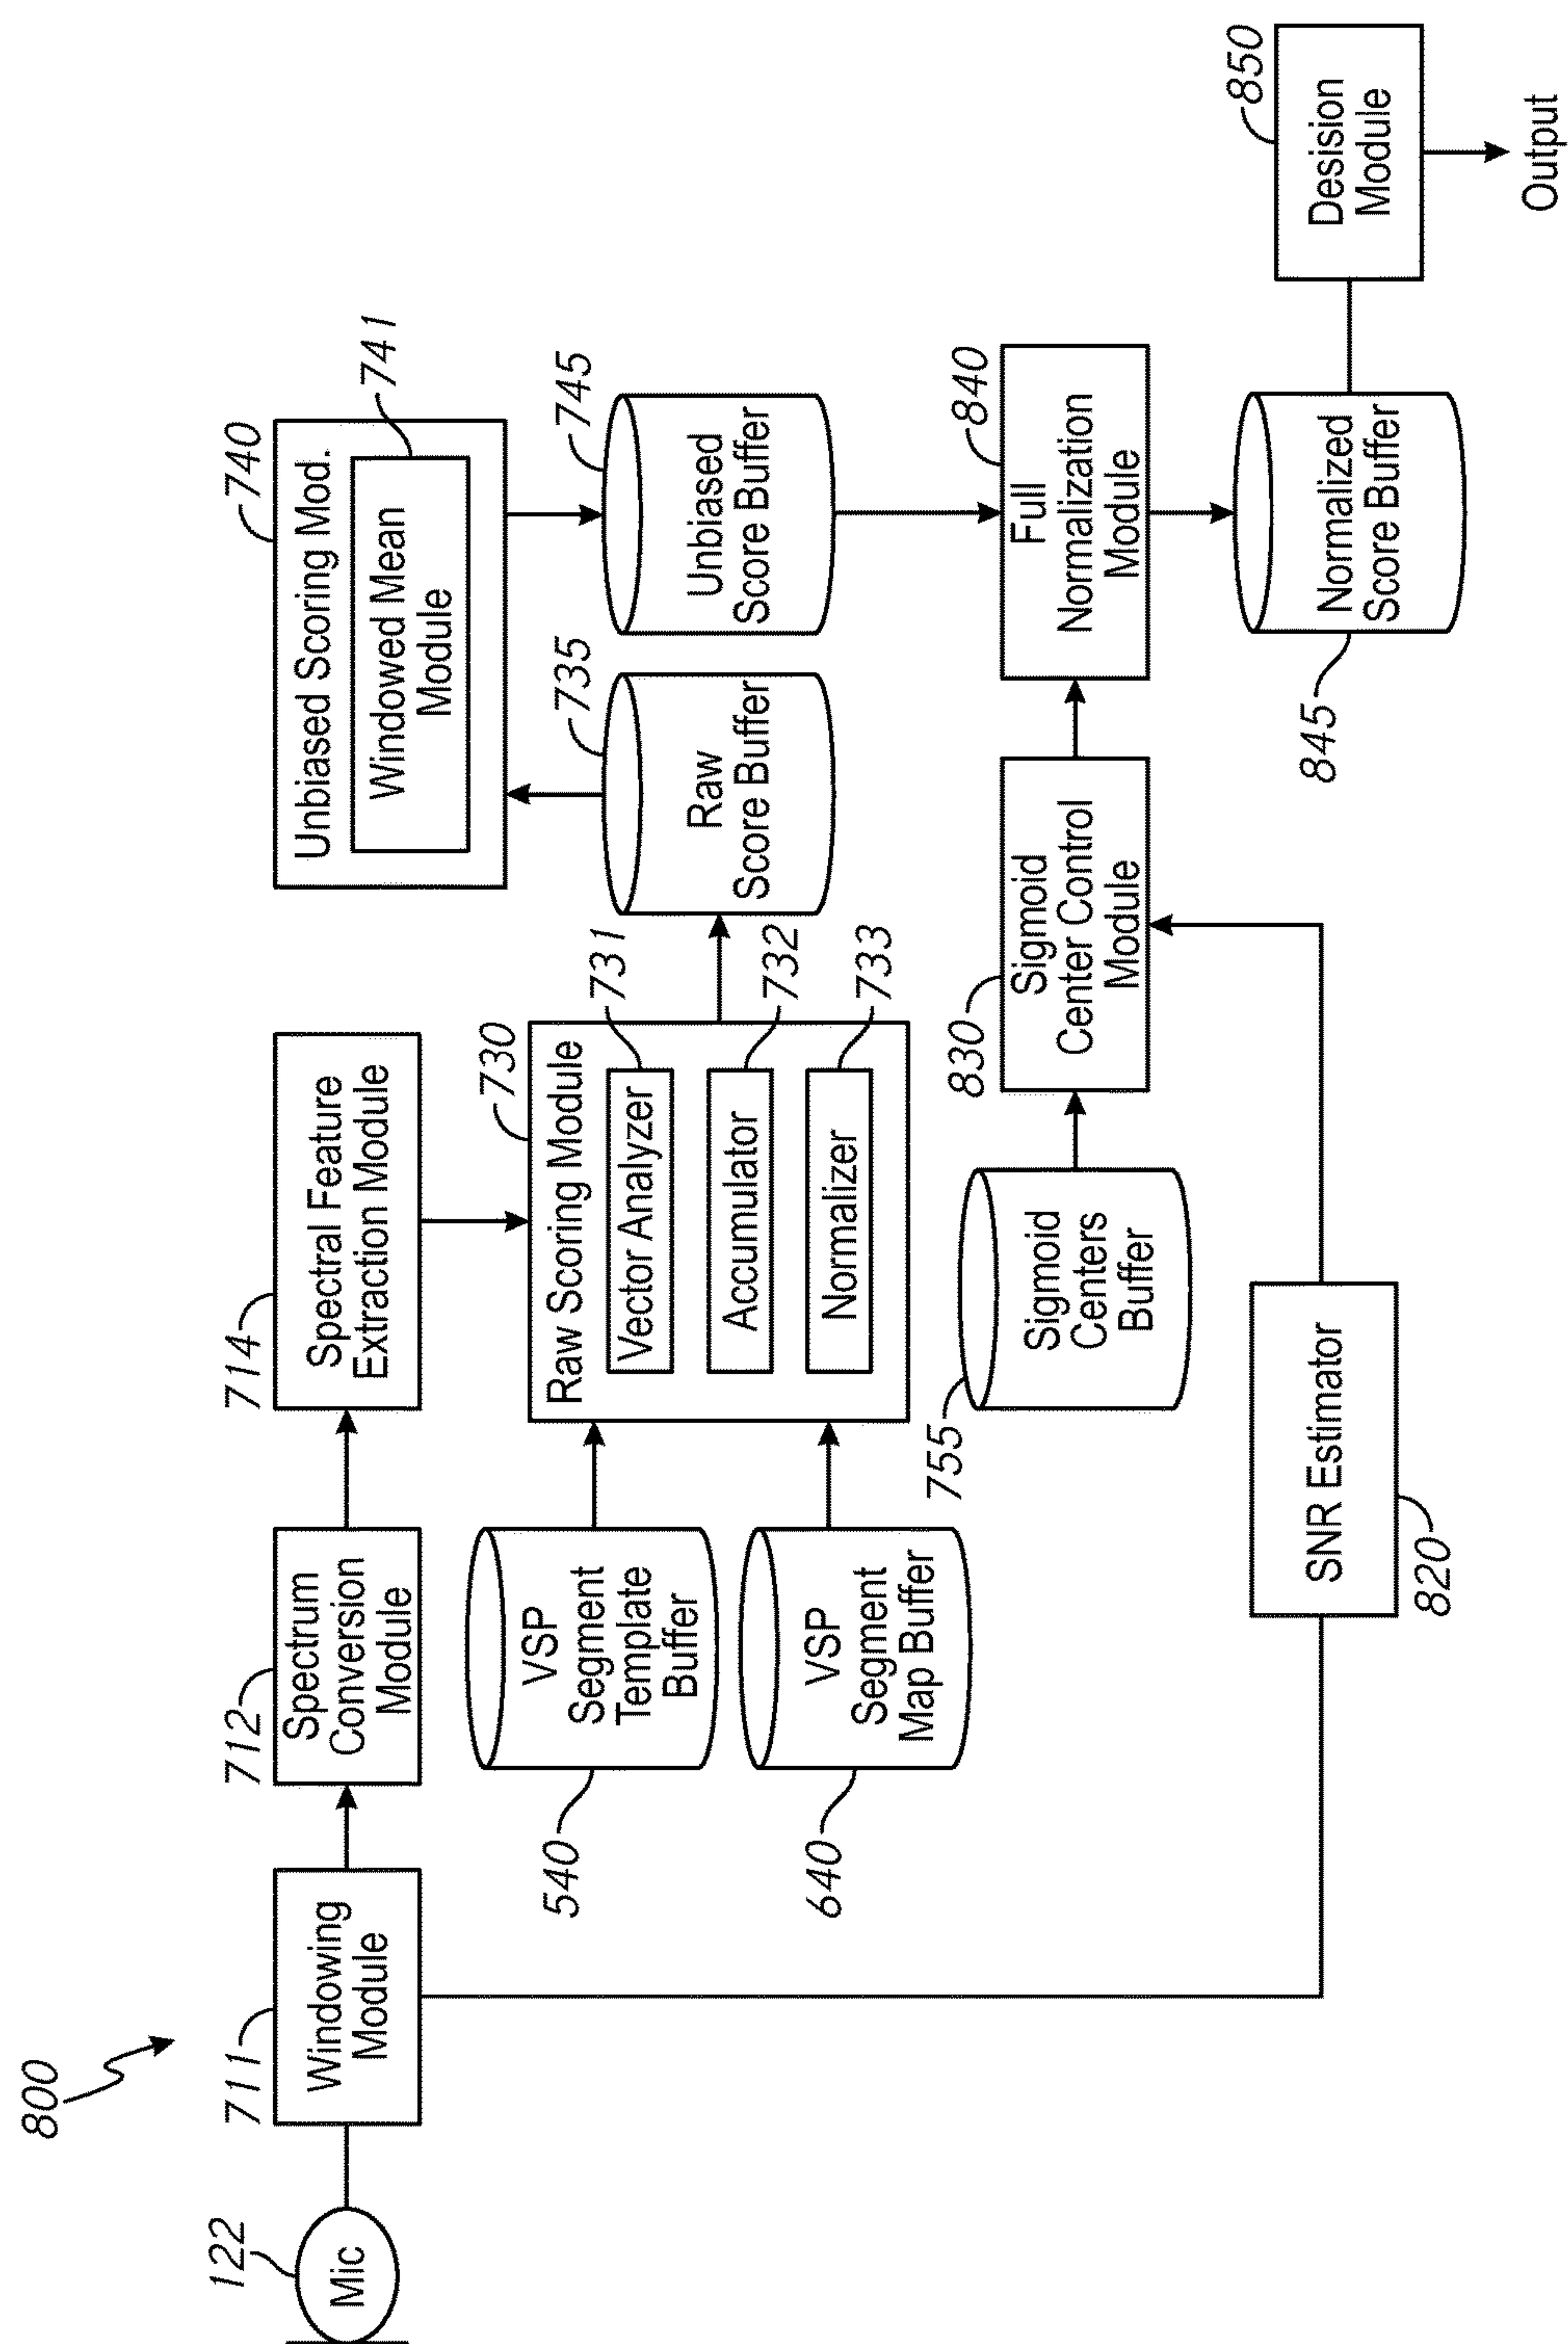 800
122
Mic
711
Windowing
Module
712
Spectrum
Conversion
Module
714
Spectral Feature
Extraction Module
740
Unbiased Scoring Mod.
741
Windowed Mean
Module
540
VSP
Segment
Template
Buffer
640
VSP
Segment
Map Buffer
730
Raw Scoring Module
731
Vector Analyzer
732
Accumulator
733
Normalizer
735
Raw
Score Buffer
745
Unbiased
Score Buffer
755
Sigmoid
Centers
Buffer
830
Sigmoid
Center Control
Module
840
Full
Normalization
Module
820
SNR Estimator
845
Normalized
Score Buffer
850
Desision
Module
Output